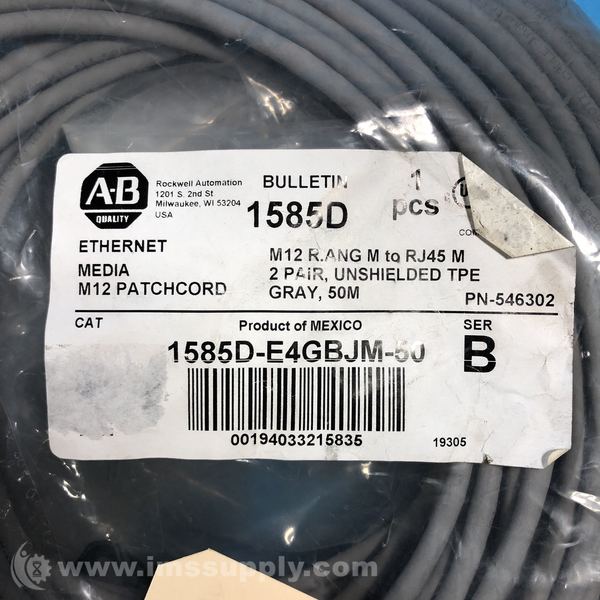 A-B
QUALITY
Rockwell Automation
1201 S. 2nd St
Milwaukee, WI 53204
USA
BULLETIN
1585D
1
pcs
ETHERNET
MEDIA
M12 PATCHCORD
M12 R.ANG M to RJ45 M
2 PAIR, UNSHIELDED TPE
GRAY, 50M
PN-546302
CAT
Product of MEXICO
SER
1585D-E4GBJM-50
B
00194033215835
19305
www.imssupply.com